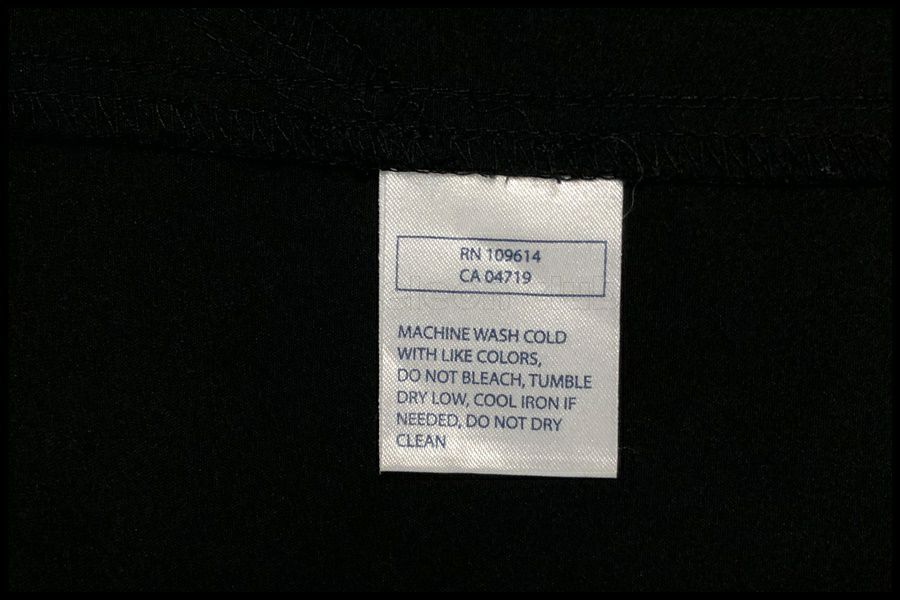 RN 109614
CA 04719
MACHINE WASH COLD
WITH LIKE COLORS,
DO NOT BLEACH, TUMBLE
DRY LOW, COOL IRON IF
NEEDED, DO NOT DRY
CLEAN